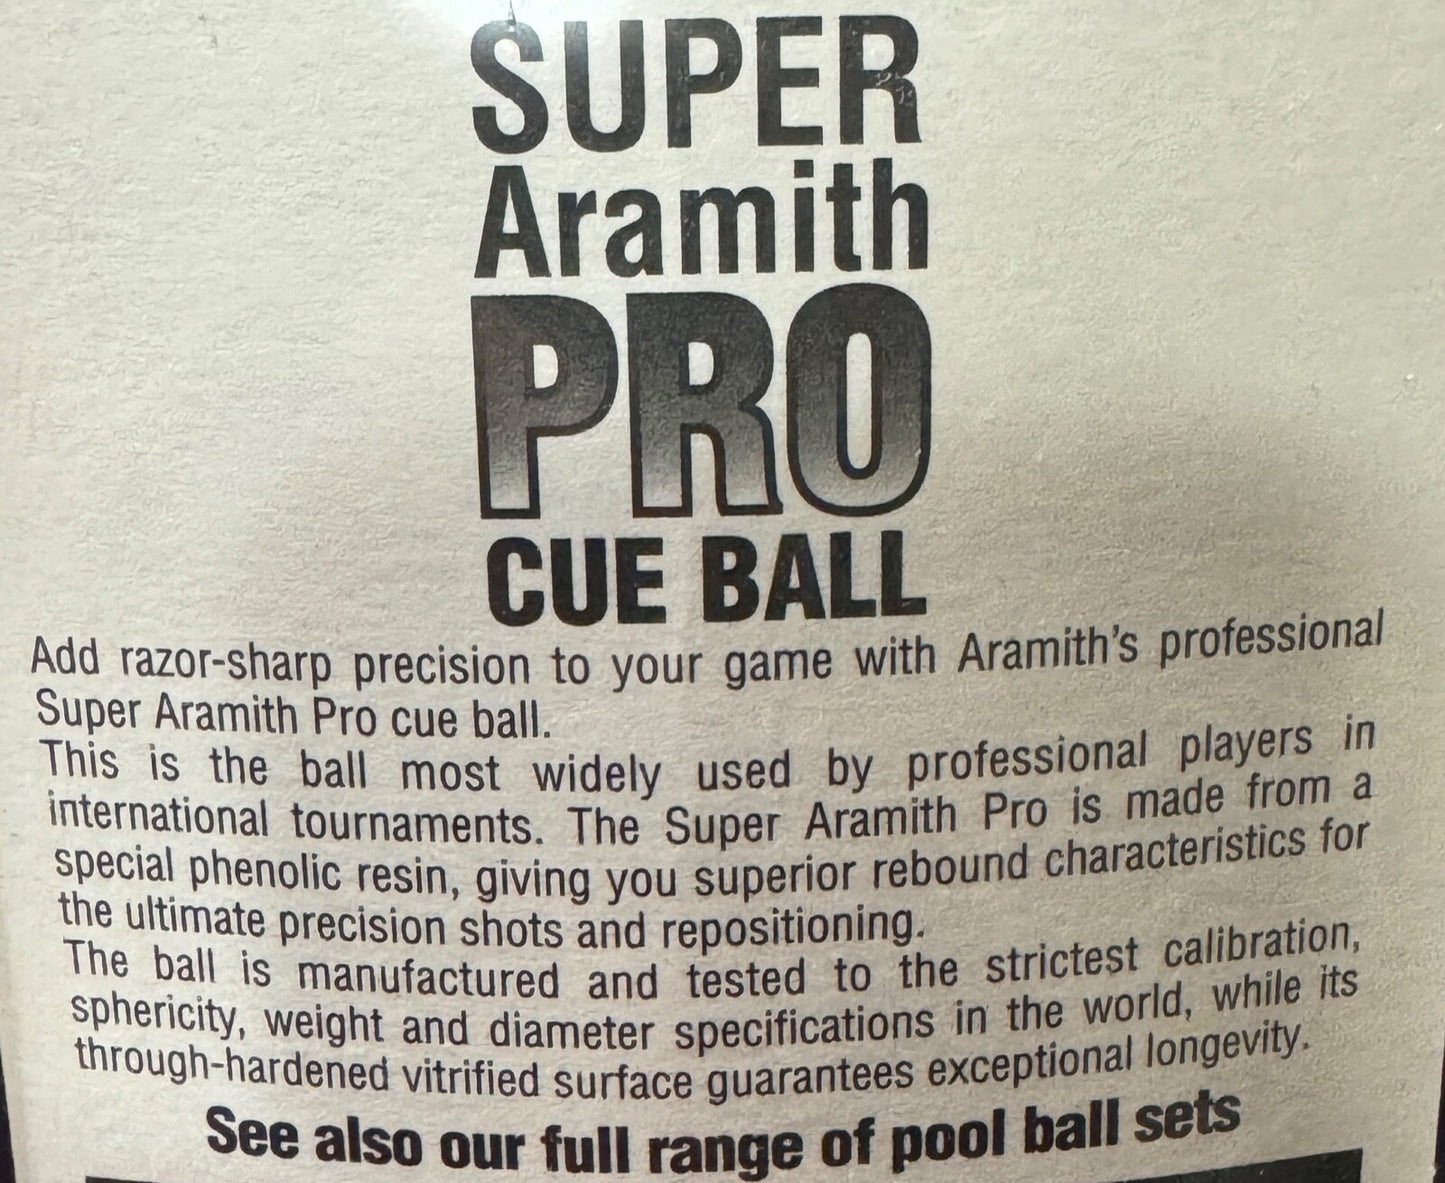 SUPER
Aramith
PRO
CUE BALL
Add razor-sharp precision to your game with Aramith's professional
Super Aramith Pro cue ball.
This is the ball most widely used by professional players in
international tournaments. The Super Aramith Pro is made from a
special phenolic resin, giving you superior rebound characteristics for
the ultimate precision shots and repositioning.
The ball is manufactured and tested to the strictest calibration,
sphericity, weight and diameter specifications in the world, while its
through-hardened vitrified surface guarantees exceptional longevity.
See also our full range of pool ball sets